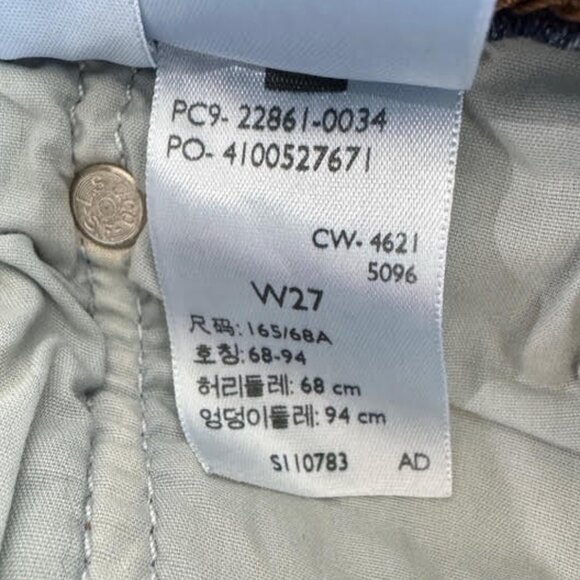 PC9- 22861-0034
PO- 4100527671
CW- 4621
5096
W27
尺码: 165/68A
호칭: 68-94
허리둘레: 68 cm
엉덩이둘레: 94 cm
S110783 AD